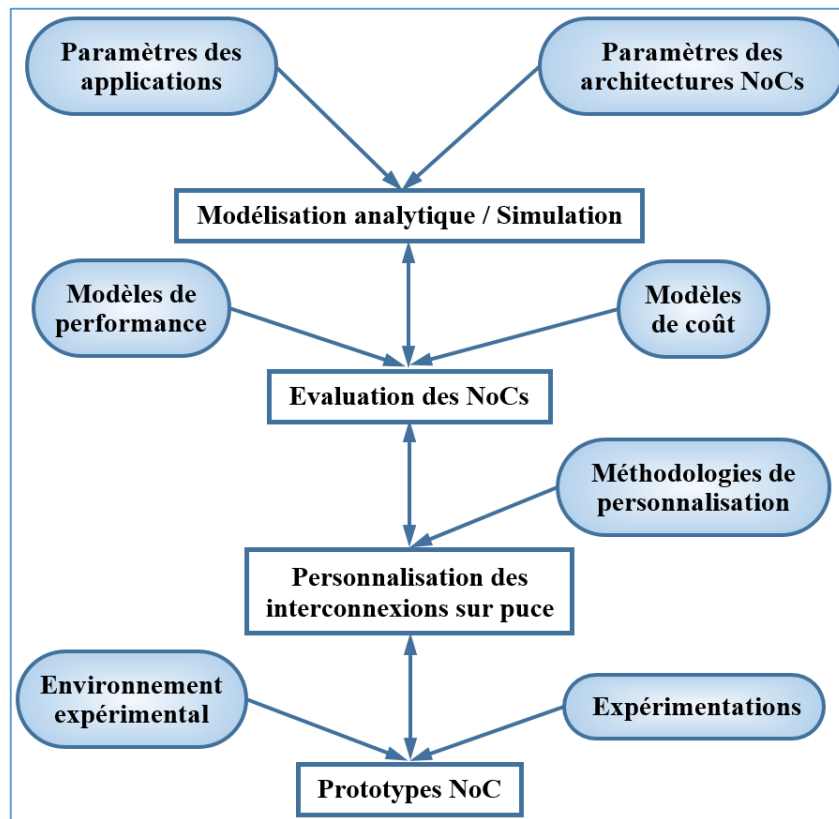 Paramètres des
applications
Paramètres des
architectures NoCs
Modélisation analytique / Simulation
Modèles de
performance
Modèles
de coût
Evaluation des NoCs
Méthodologies de
personnalisation
Personnalisation des
interconnexions sur puce
Environnement
expérimental
Expérimentations
Prototypes NoC